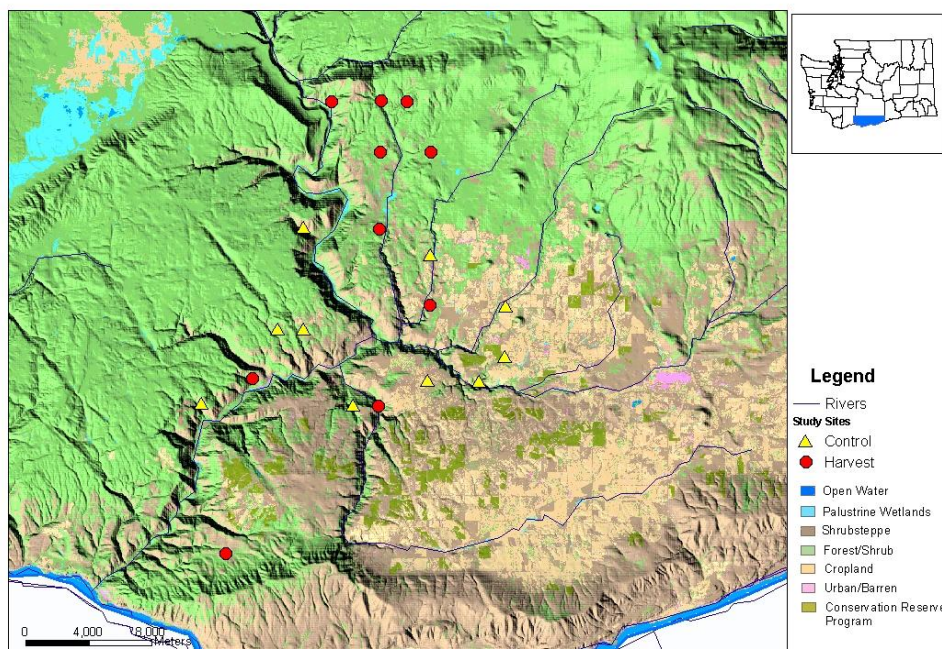 Legend
Rivers
Study Sites
Control
Harvest
Open Water
Palustrine Wetlands
Shrubsteppe
Forest/Shrub
Cropland
Urban/Barren
Conservation Reserve
Program
0 4,000 8,000
Meters